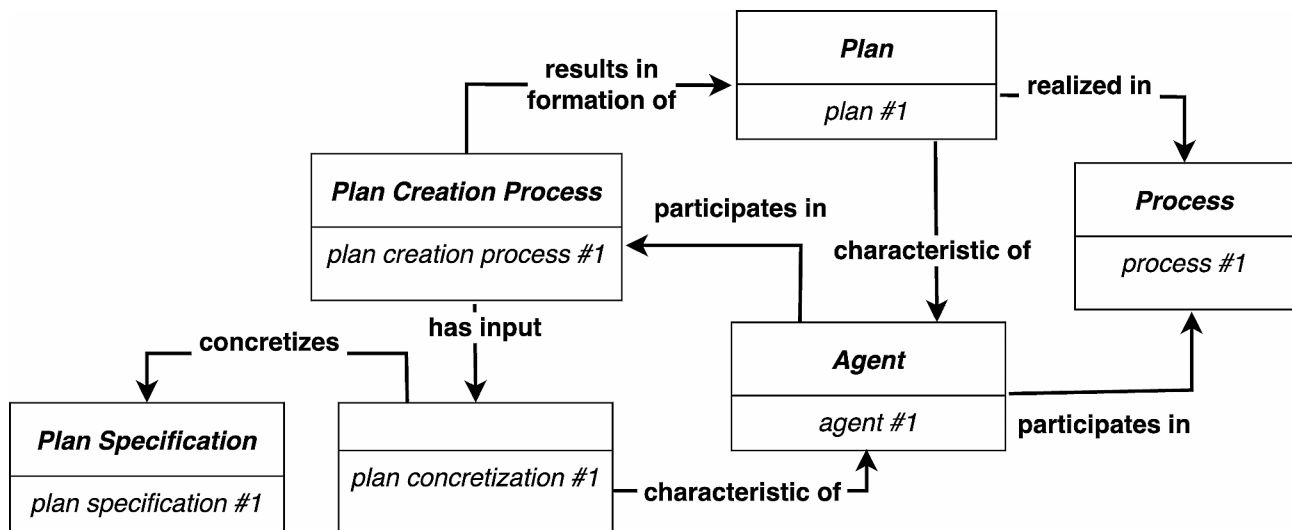 Plan
plan #1
results in
formation of
realized in
Plan Creation Process
plan creation process #1
participates in
Process
process #1
characteristic of
has input
concretizes
Agent
agent #1
participates in
Plan Specification
plan specification #1
plan concretization #1
characteristic of